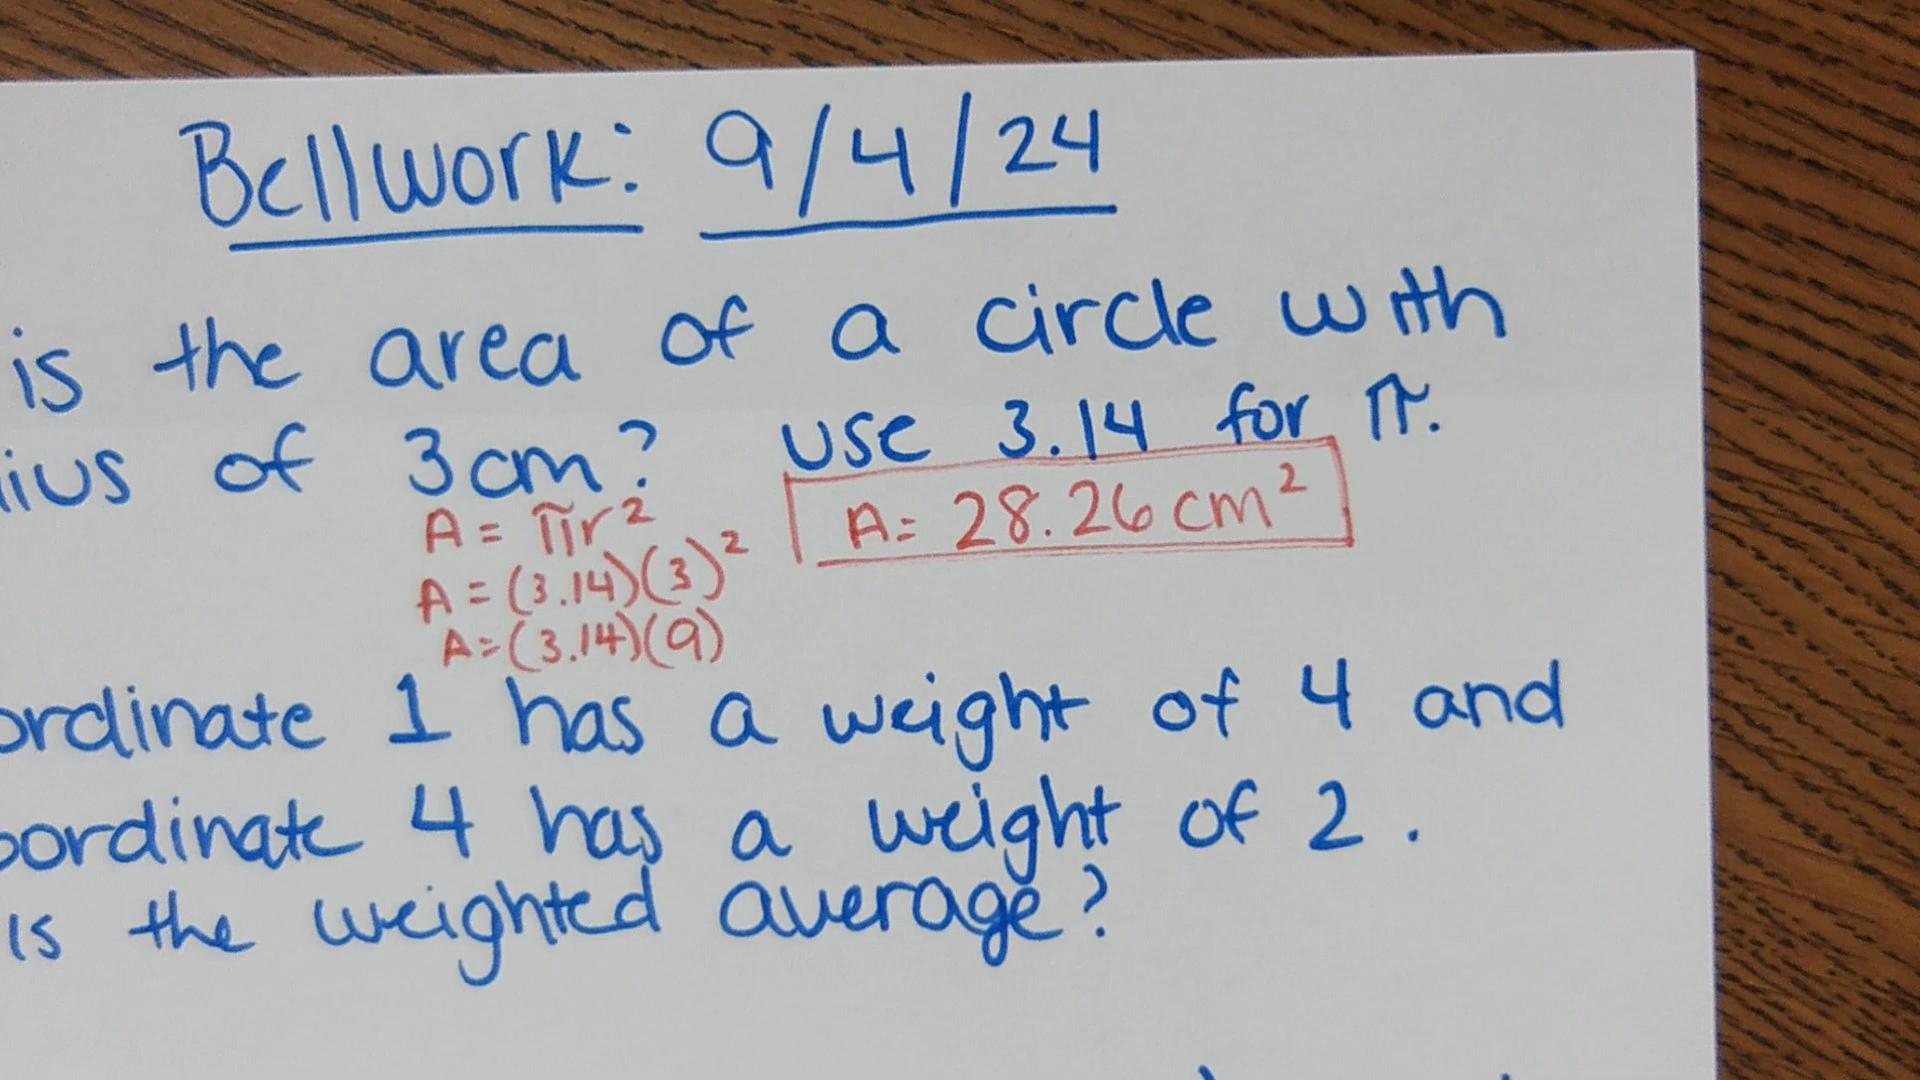 Bellwork: 9/4/24
is the area of a circle with
ius of 3cm? use 3.14 for π.
A = πr²
A = (3.14)(3)²
A = (3.14)(9)
A = 28.26 cm²
ordinate 1 has a weight of 4 and
oordinate 4 has a weight of 2.
is the weighted average?